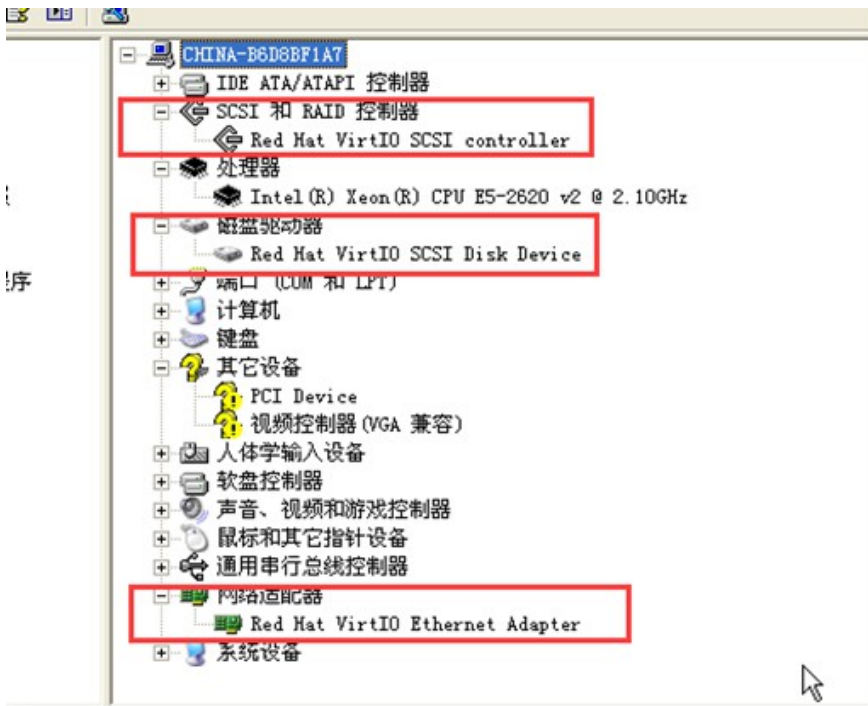 CHINA-B6D8BF1A7
IDE ATA/ATAPI 控制器
SCSI 和 RAID 控制器
Red Hat VirtIO SCSI controller
处理器
Intel(R) Xeon(R) CPU E5-2620 v2 @ 2.10GHz
磁盘驱动器
Red Hat VirtIO SCSI Disk Device
程序
端口 (COM 和 LPT)
计算机
键盘
其它设备
PCI Device
视频控制器(VGA 兼容)
人体学输入设备
软盘控制器
声音、视频和游戏控制器
鼠标和其它指针设备
通用串行总线控制器
网络适配器
Red Hat VirtIO Ethernet Adapter
系统设备